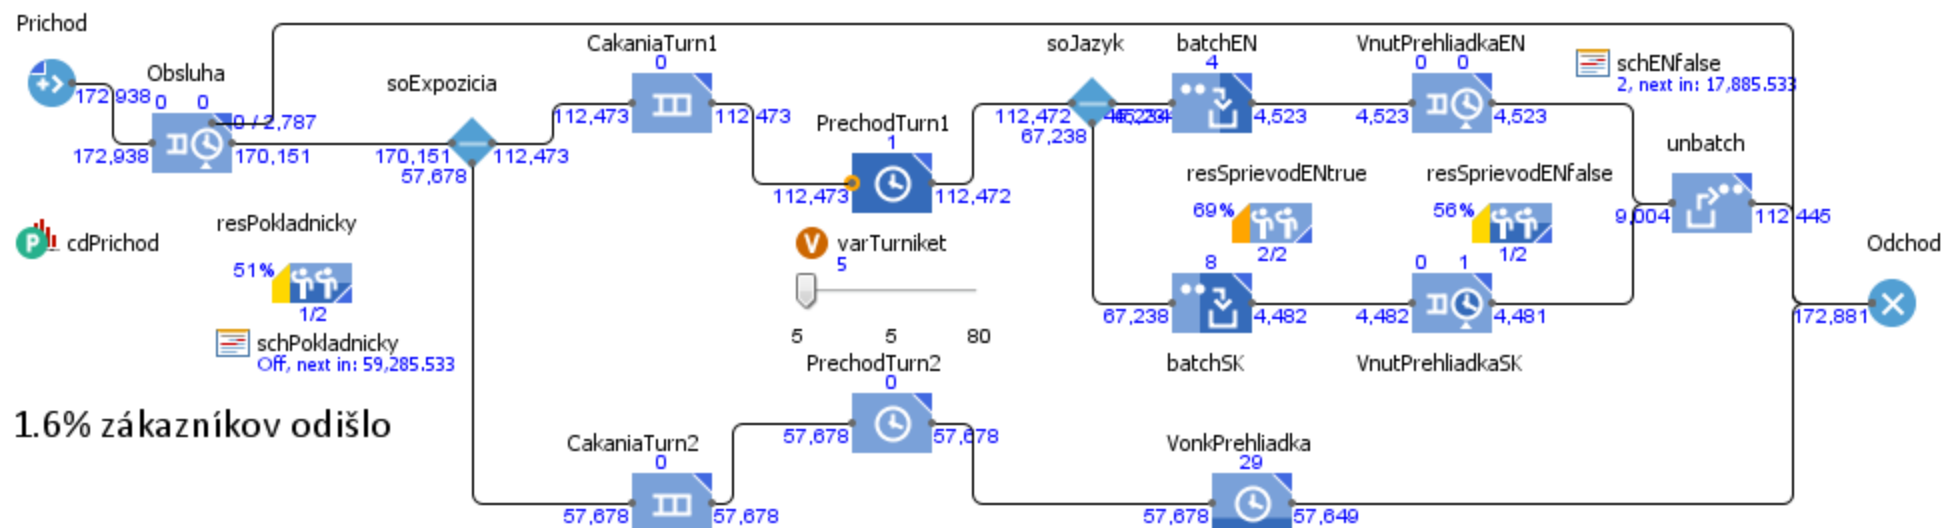 Prichod
172,938
172,938
Obsluha
0 0
0 / 2,787
170,151
soExpozicia
170,151
112,473
57,678
CakaniaTurn1
0
112,473
112,473
PrechodTurn1
1
112,473
112,472
soJazyk
112,472
67,238
batchEN
4
4,523
VnutPrehliadkaEN
0 0
4,523
4,523
schENfalse
2, next in: 17,885.533
unbatch
9,004
112,445
resSprievodENtrue
69%
2/2
resSprievodENfalse
56%
1/2
cdPrichod
resPokladnicky
51%
1/2
schPokladnicky
Off, next in: 59,285.533
varTurniket
5
5 5 80
8
67,238
4,482
batchSK
0 1
4,482
4,481
VnutPrehliadkaSK
Odchod
172,881
1.6% zákazníkov odišlo
PrechodTurn2
0
57,678
57,678
CakaniaTurn2
0
57,678
57,678
VonkPrehliadka
29
57,678
57,649